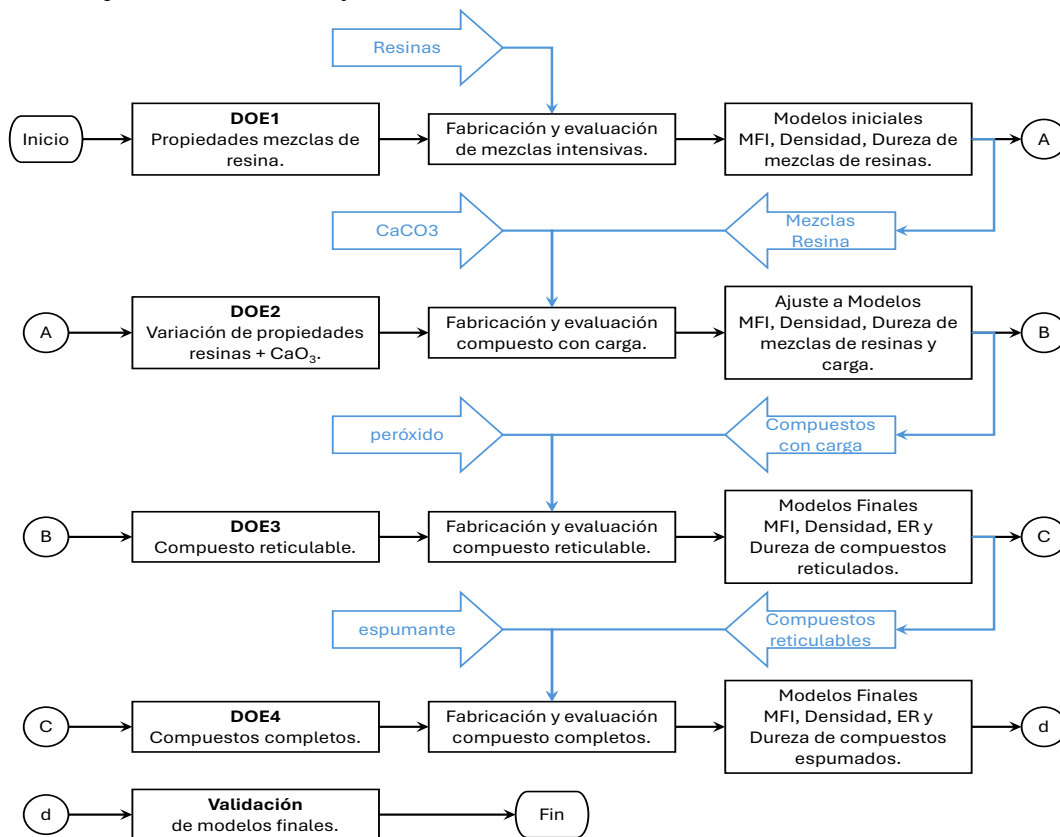 Resinas
Inicio
DOE1
Propiedades mezclas de
resina.
Fabricación y evaluación
de mezclas intensivas.
Modelos iniciales
MFI, Densidad, Dureza de
mezclas de resinas.
A
CaCO3
Mezclas
Resina
A
DOE2
Variación de propiedades
resinas + CaO₃.
Fabricación y evaluación
compuesto con carga.
Ajuste a Modelos
MFI, Densidad, Dureza de
mezclas de resinas y
carga.
B
peróxido
Compuestos
con carga
B
DOE3
Compuesto reticulable.
Fabricación y evaluación
compuesto reticulable.
Modelos Finales
MFI, Densidad, ER y
Dureza de compuestos
reticulados.
C
espumante
Compuestos
reticulables
C
DOE4
Compuestos completos.
Fabricación y evaluación
compuesto completos.
Modelos Finales
MFI, Densidad, ER y
Dureza de compuestos
espumados.
d
d
Validación
de modelos finales.
Fin